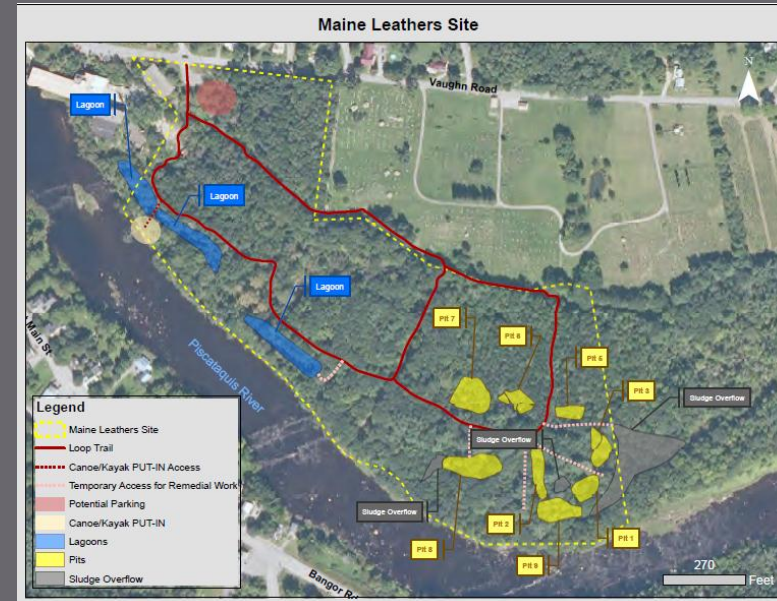 Maine Leathers Site
Vaughn Road
N
Lagoon
Lagoon
Lagoon
Pit 7
Pit 6
Pit 5
Pit 3
Sludge Overflow
Sludge Overflow
Sludge Overflow
Pit 2
Pit 1
Pit 8
Pit 9
Main St
Piscataquis River
Bangor Rd
270
Feet
Legend
Maine Leathers Site
Loop Trail
Canoe/Kayak PUT-IN Access
Temporary Access for Remedial Work
Potential Parking
Canoe/Kayak PUT-IN
Lagoons
Pits
Sludge Overflow